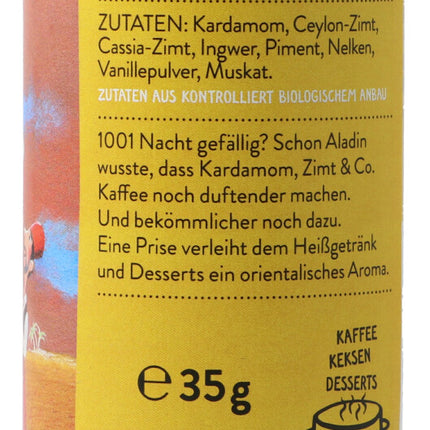 ZUTATEN: Kardamom, Ceylon-Zimt,
Cassia-Zimt, Ingwer, Piment, Nelken,
Vanillepulver, Muskat.
ZUTATEN AUS KONTROLLIERT BIOLOGISCHEM ANBAU
1001 Nacht gefällig? Schon Aladin
wusste, dass Kardamom, Zimt & Co.
Kaffee noch duftender machen.
Und bekömmlicher noch dazu.
Eine Prise verleiht dem Heißgetränk
und Desserts ein orientalisches Aroma.
℮ 35g
KAFFEE
KEKSEN
DESSERTS